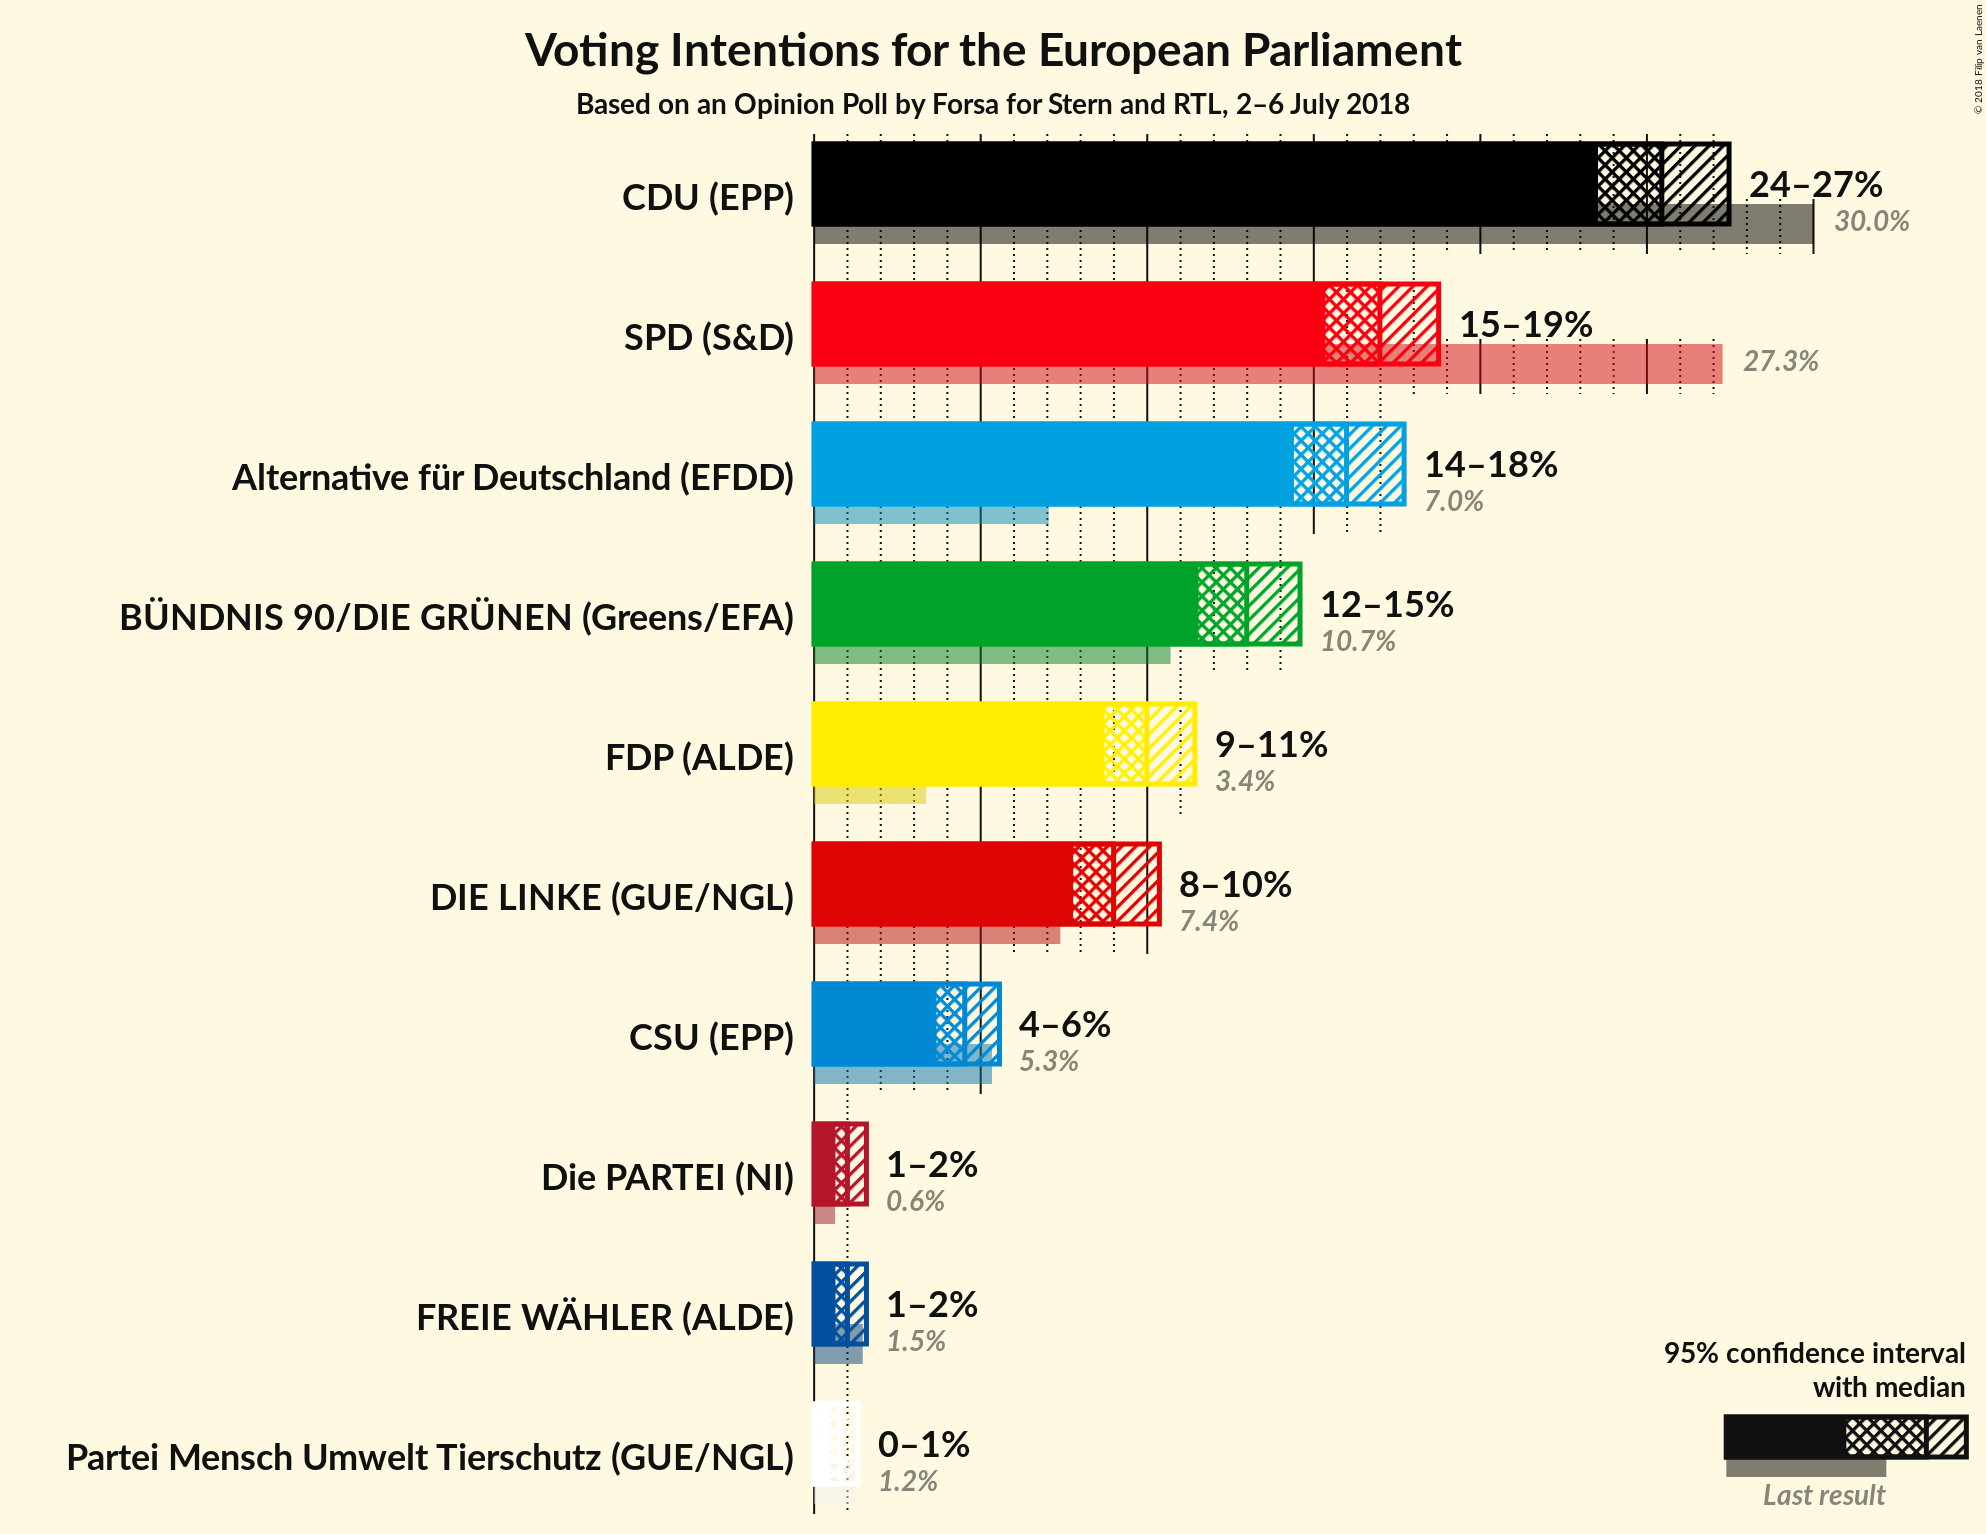 Voting Intentions for the European Parliament
Based on an Opinion Poll by Forsa for Stern and RTL, 2–6 July 2018
© 2018 Filip van Laenen
CDU (EPP)
24–27%
30.0%
SPD (S&D)
15–19%
27.3%
Alternative für Deutschland (EFDD)
14–18%
7.0%
BÜNDNIS 90/DIE GRÜNEN (Greens/EFA)
12–15%
10.7%
FDP (ALDE)
9–11%
3.4%
DIE LINKE (GUE/NGL)
8–10%
7.4%
CSU (EPP)
4–6%
5.3%
Die PARTEI (NI)
1–2%
0.6%
FREIE WÄHLER (ALDE)
1–2%
1.5%
Partei Mensch Umwelt Tierschutz (GUE/NGL)
0–1%
1.2%
95% confidence interval
with median
Last result